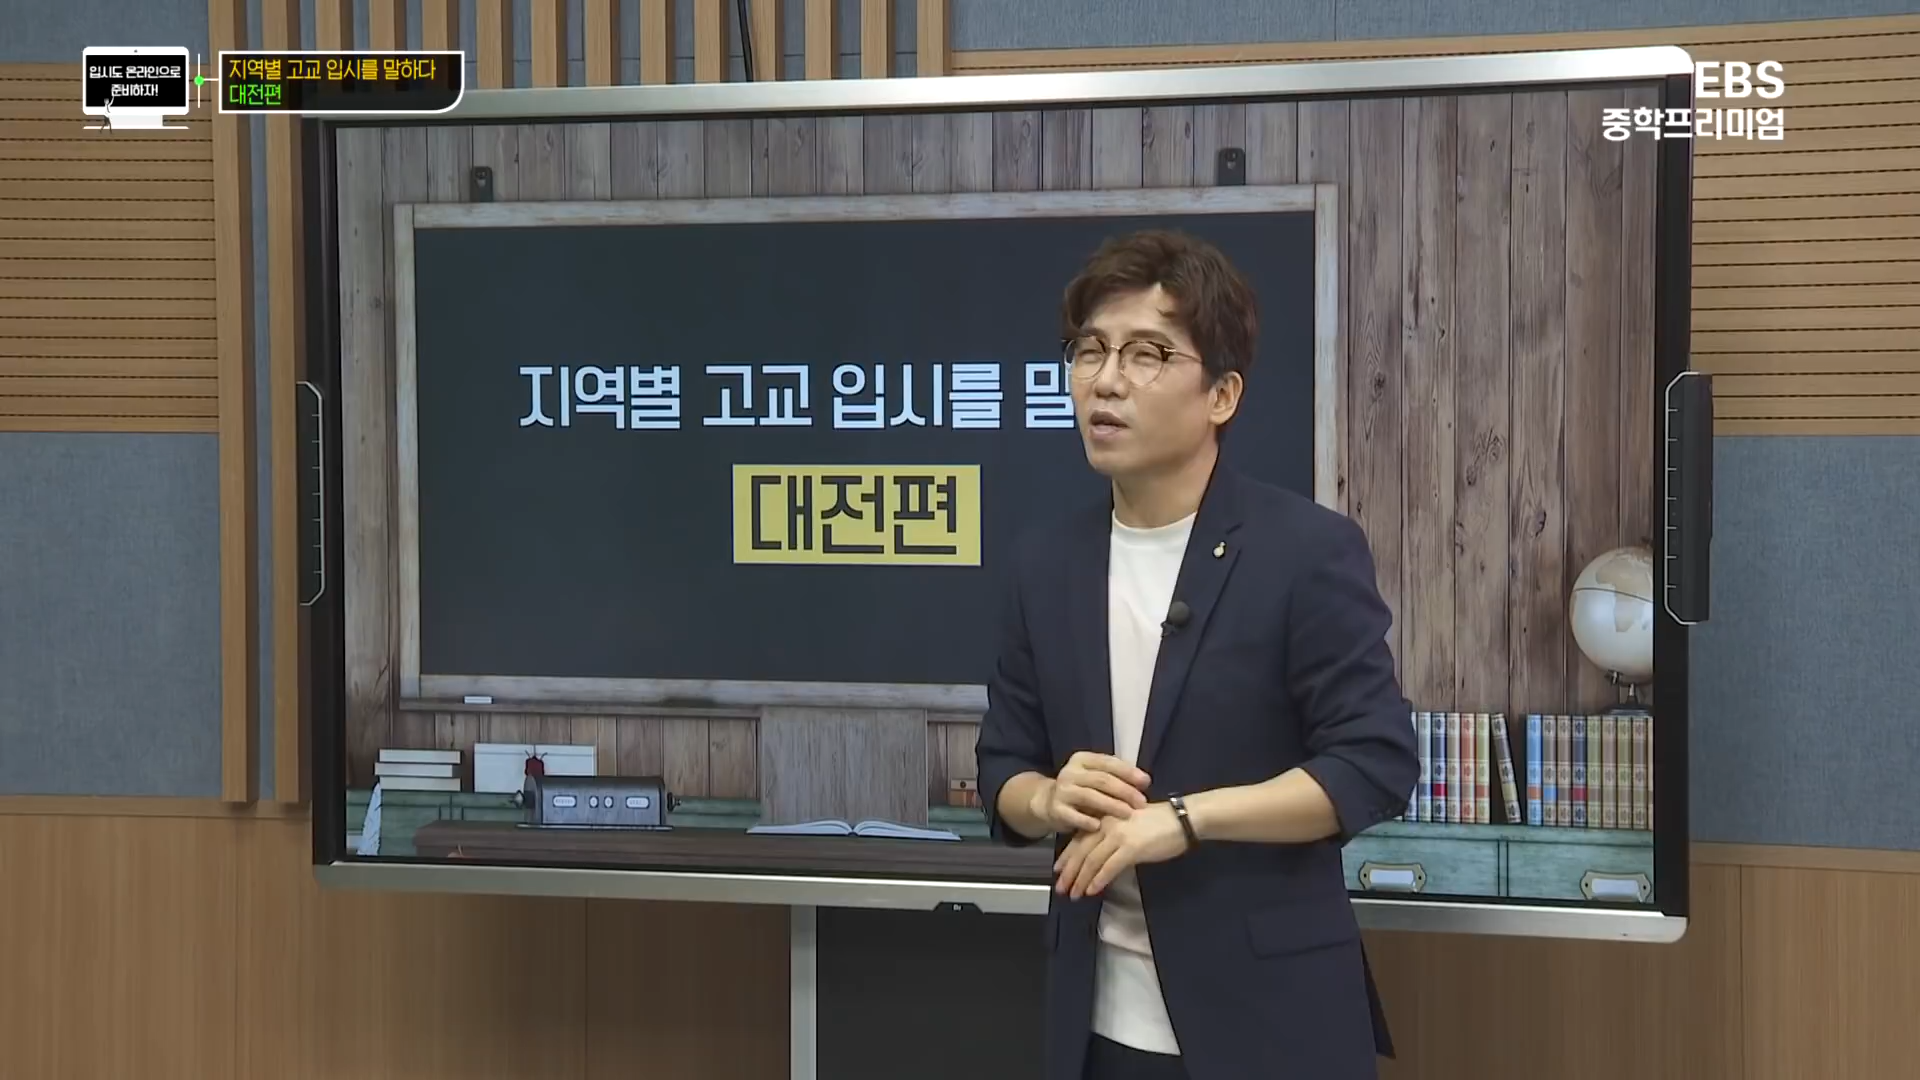 입시도 온라인으로
준비하자!
지역별 고교 입시를 말하다
대전편
EBS
중학프리미엄
지역별 고교 입시를 말
대전편